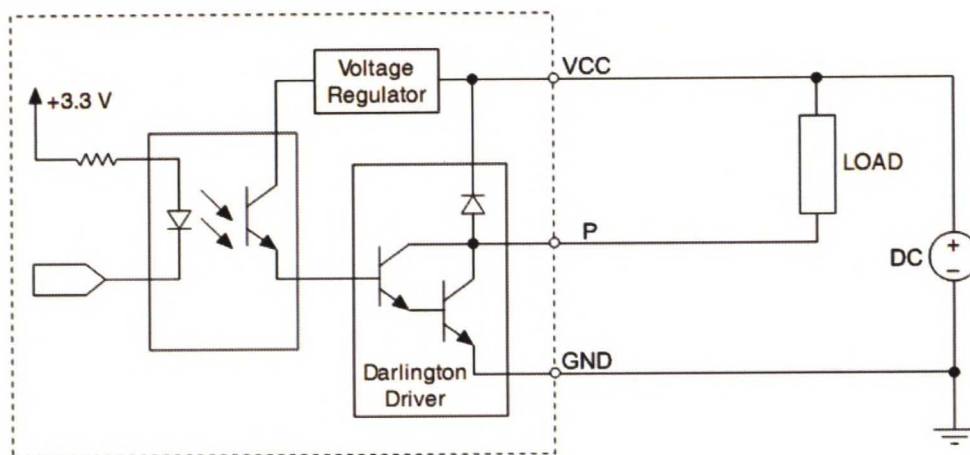 Voltage
Regulator
VCC
+3.3 V
LOAD
P
DC
+
−
GND
Darlington
Driver